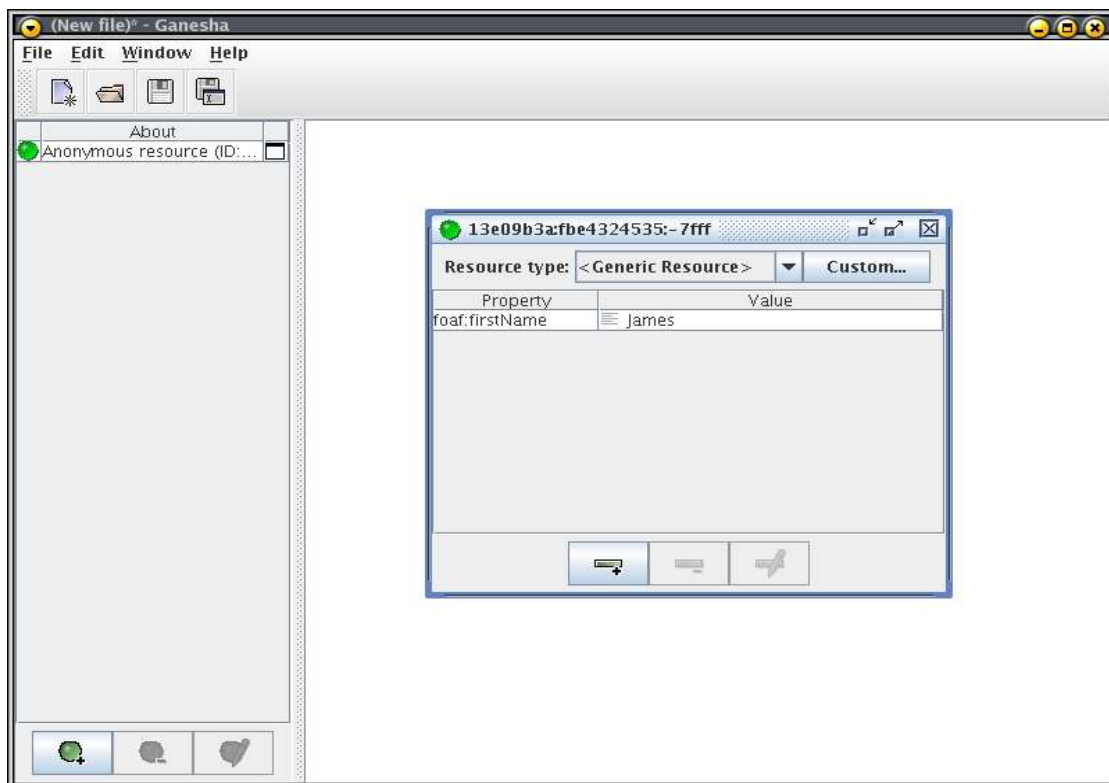 (New file)* - Ganesha
File Edit Window Help
About
Anonymous resource (ID:...
13e09b3a:fbe4324535:-7fff
Resource type: <Generic Resource> Custom...
Property Value
foaf:firstName James